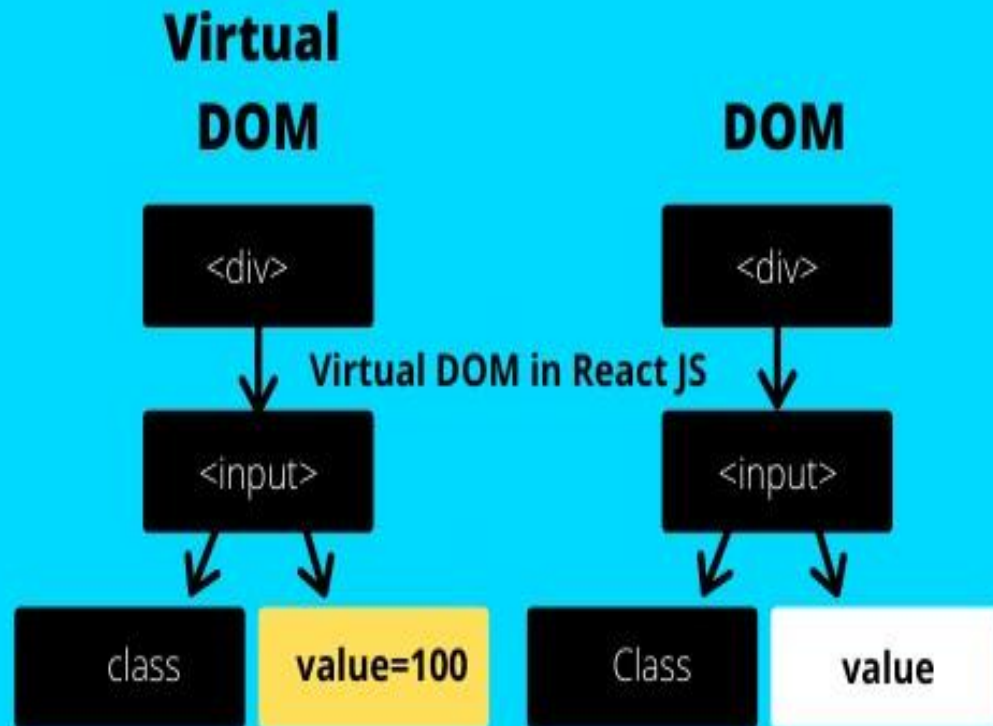 Virtual
DOM
DOM
<div>
<div>
Virtual DOM in React JS
<input>
<input>
class
value=100
Class
value